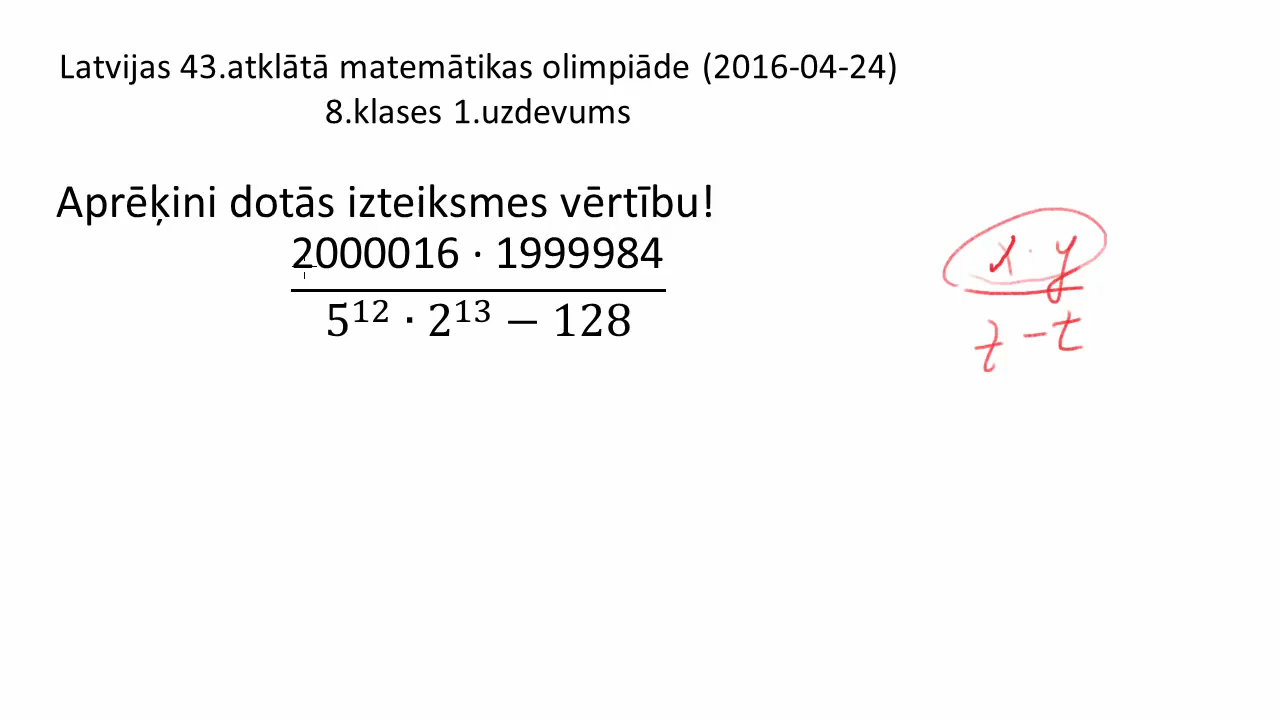 Latvijas 43.atklātā matemātikas olimpiāde (2016-04-24)
8.klases 1.uzdevums
Aprēķini dotās izteiksmes vērtību!
2000016 · 1999984
5¹² · 2¹³ − 128
x · y
z − t